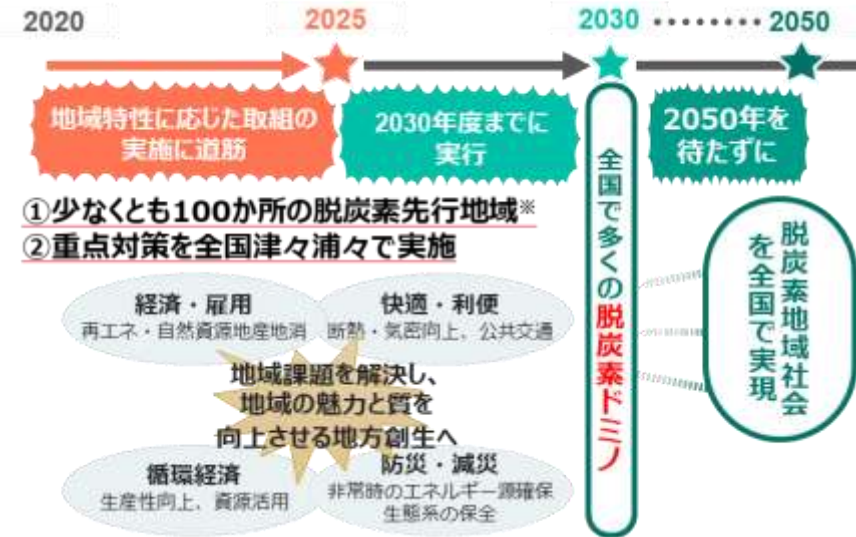 2020
2025
2030
2050
地域特性に応じた取組の
実施に道筋
2030年度までに
実行
2050年を
待たずに
①少なくとも100か所の脱炭素先行地域※
②重点対策を全国津々浦々で実施
経済・雇用
再エネ・自然資源地産地消
快適・利便
断熱・気密向上、公共交通
地域課題を解決し、
地域の魅力と質を
向上させる地方創生へ
循環経済
生産性向上、資源活用
防災・減災
非常時のエネルギー源確保
生態系の保全
全国で多くの脱炭素ドミノ
脱炭素地域社会
を全国で実現